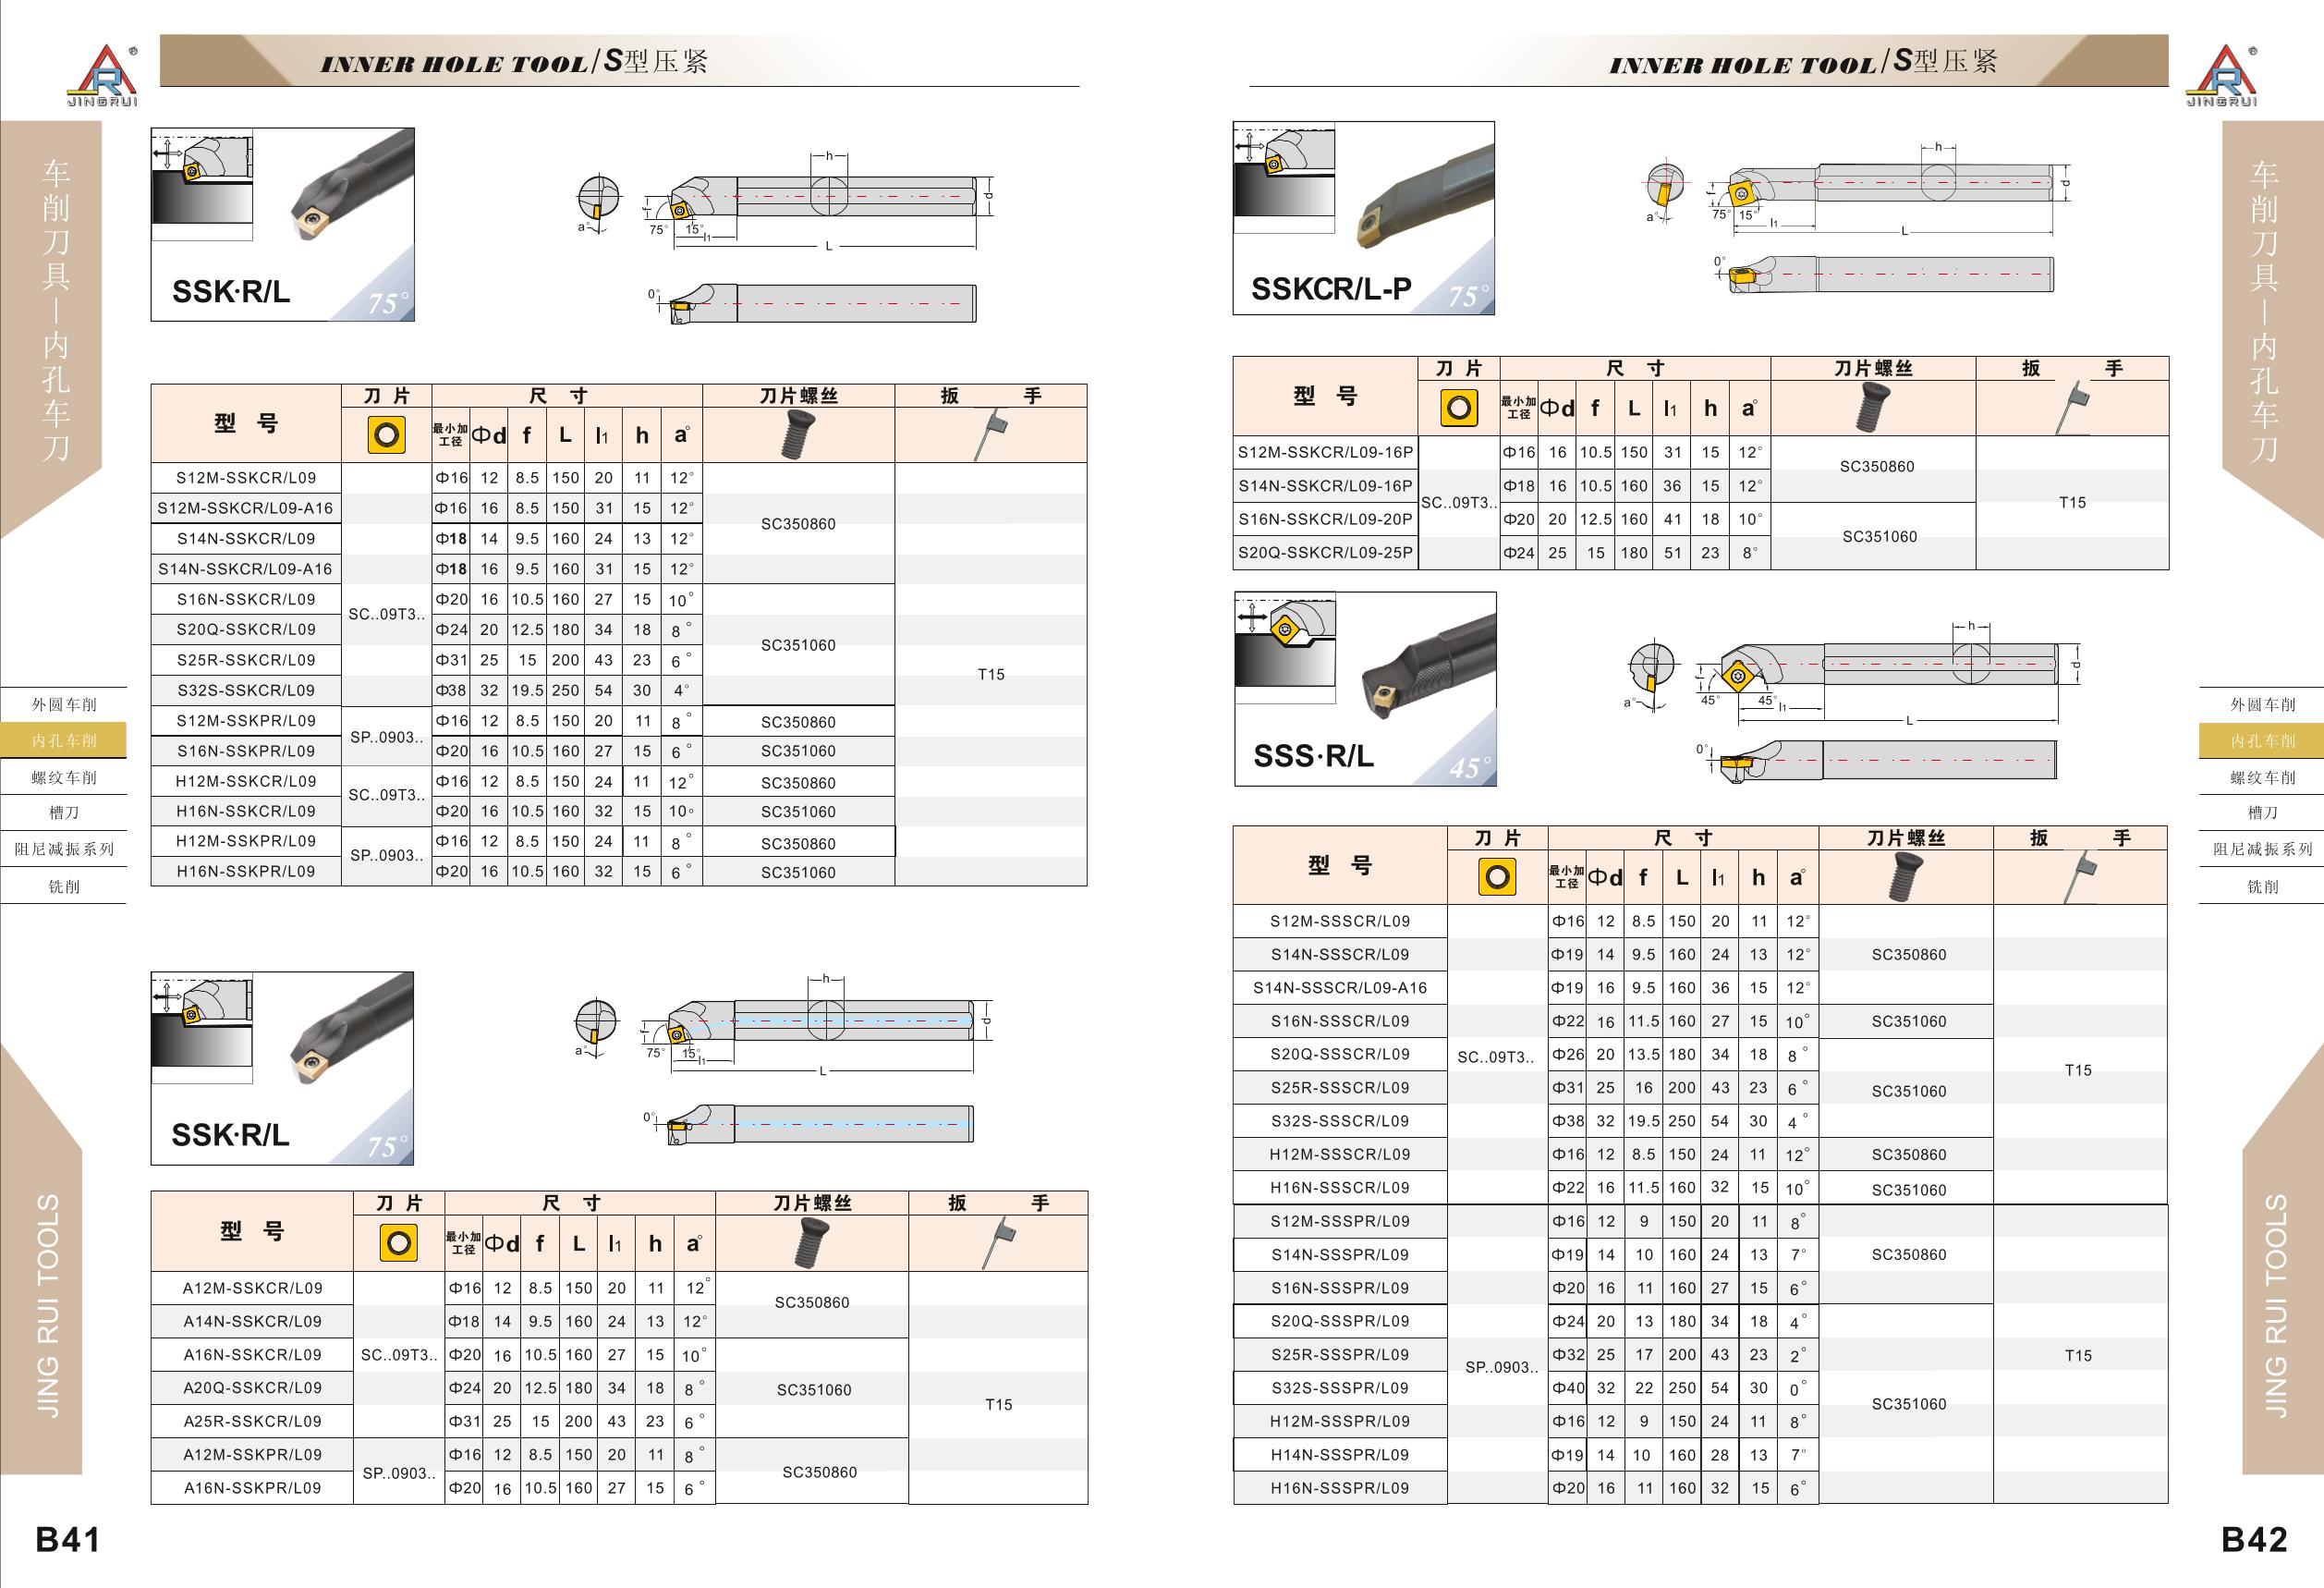 JINGRUI
INNER HOLE TOOL/S型压紧
车削刀具—内孔车刀
外圆车削
内孔车削
螺纹车削
槽刀
阻尼减振系列
铣削
JING RUI TOOLS
B41
SSK·R/L
75°
a° f 75° 15° l1 L h d
0°
型 号 刀 片 尺 寸 刀片螺丝 扳 手
最小加工径 Φd f L l1 h a°
S12M-SSKCR/L09 SC..09T3.. Φ16 12 8.5 150 20 11 12° SC350860 T15
S12M-SSKCR/L09-A16 Φ16 16 8.5 150 31 15 12°
S14N-SSKCR/L09 Φ18 14 9.5 160 24 13 12°
S14N-SSKCR/L09-A16 Φ18 16 9.5 160 31 15 12°
S16N-SSKCR/L09 Φ20 16 10.5 160 27 15 10° SC351060
S20Q-SSKCR/L09 Φ24 20 12.5 180 34 18 8°
S25R-SSKCR/L09 Φ31 25 15 200 43 23 6°
S32S-SSKCR/L09 Φ38 32 19.5 250 54 30 4°
S12M-SSKPR/L09 SP..0903.. Φ16 12 8.5 150 20 11 8° SC350860
S16N-SSKPR/L09 Φ20 16 10.5 160 27 15 6° SC351060
H12M-SSKCR/L09 SC..09T3.. Φ16 12 8.5 150 24 11 12° SC350860
H16N-SSKCR/L09 Φ20 16 10.5 160 32 15 10° SC351060
H12M-SSKPR/L09 SP..0903.. Φ16 12 8.5 150 24 11 8° SC350860
H16N-SSKPR/L09 Φ20 16 10.5 160 32 15 6° SC351060
SSK·R/L
75°
a° f 75° 15° l1 L h d
0°
型 号 刀 片 尺 寸 刀片螺丝 扳 手
最小加工径 Φd f L l1 h a°
A12M-SSKCR/L09 SC..09T3.. Φ16 12 8.5 150 20 11 12° SC350860 T15
A14N-SSKCR/L09 Φ18 14 9.5 160 24 13 12°
A16N-SSKCR/L09 Φ20 16 10.5 160 27 15 10° SC351060
A20Q-SSKCR/L09 Φ24 20 12.5 180 34 18 8°
A25R-SSKCR/L09 Φ31 25 15 200 43 23 6°
A12M-SSKPR/L09 SP..0903.. Φ16 12 8.5 150 20 11 8° SC350860
A16N-SSKPR/L09 Φ20 16 10.5 160 27 15 6°
INNER HOLE TOOL/S型压紧
JINGRUI
车削刀具—内孔车刀
外圆车削
内孔车削
螺纹车削
槽刀
阻尼减振系列
铣削
JING RUI TOOLS
B42
SSKCR/L-P
75°
a° f 75° 15° l1 L h d
0°
型 号 刀 片 尺 寸 刀片螺丝 扳 手
最小加工径 Φd f L l1 h a°
S12M-SSKCR/L09-16P SC..09T3.. Φ16 16 10.5 150 31 15 12° SC350860 T15
S14N-SSKCR/L09-16P Φ18 16 10.5 160 36 15 12°
S16N-SSKCR/L09-20P Φ20 20 12.5 160 41 18 10° SC351060
S20Q-SSKCR/L09-25P Φ24 25 15 180 51 23 8°
SSS·R/L
45°
a° f 45° 45° l1 L h d
0°
型 号 刀 片 尺 寸 刀片螺丝 扳 手
最小加工径 Φd f L l1 h a°
S12M-SSSCR/L09 SC..09T3.. Φ16 12 8.5 150 20 11 12° SC350860 T15
S14N-SSSCR/L09 Φ19 14 9.5 160 24 13 12°
S14N-SSSCR/L09-A16 Φ19 16 9.5 160 36 15 12°
S16N-SSSCR/L09 Φ22 16 11.5 160 27 15 10° SC351060
S20Q-SSSCR/L09 Φ26 20 13.5 180 34 18 8° SC351060
S25R-SSSCR/L09 Φ31 25 16 200 43 23 6°
S32S-SSSCR/L09 Φ38 32 19.5 250 54 30 4°
H12M-SSSCR/L09 Φ16 12 8.5 150 24 11 12° SC350860
H16N-SSSCR/L09 Φ22 16 11.5 160 32 15 10° SC351060
S12M-SSSPR/L09 SP..0903.. Φ16 12 9 150 20 11 8° SC350860 T15
S14N-SSSPR/L09 Φ19 14 10 160 24 13 7°
S16N-SSSPR/L09 Φ20 16 11 160 27 15 6°
S20Q-SSSPR/L09 Φ24 20 13 180 34 18 4° SC351060
S25R-SSSPR/L09 Φ32 25 17 200 43 23 2°
S32S-SSSPR/L09 Φ40 32 22 250 54 30 0°
H12M-SSSPR/L09 Φ16 12 9 150 24 11 8°
H14N-SSSPR/L09 Φ19 14 10 160 28 13 7°
H16N-SSSPR/L09 Φ20 16 11 160 32 15 6°